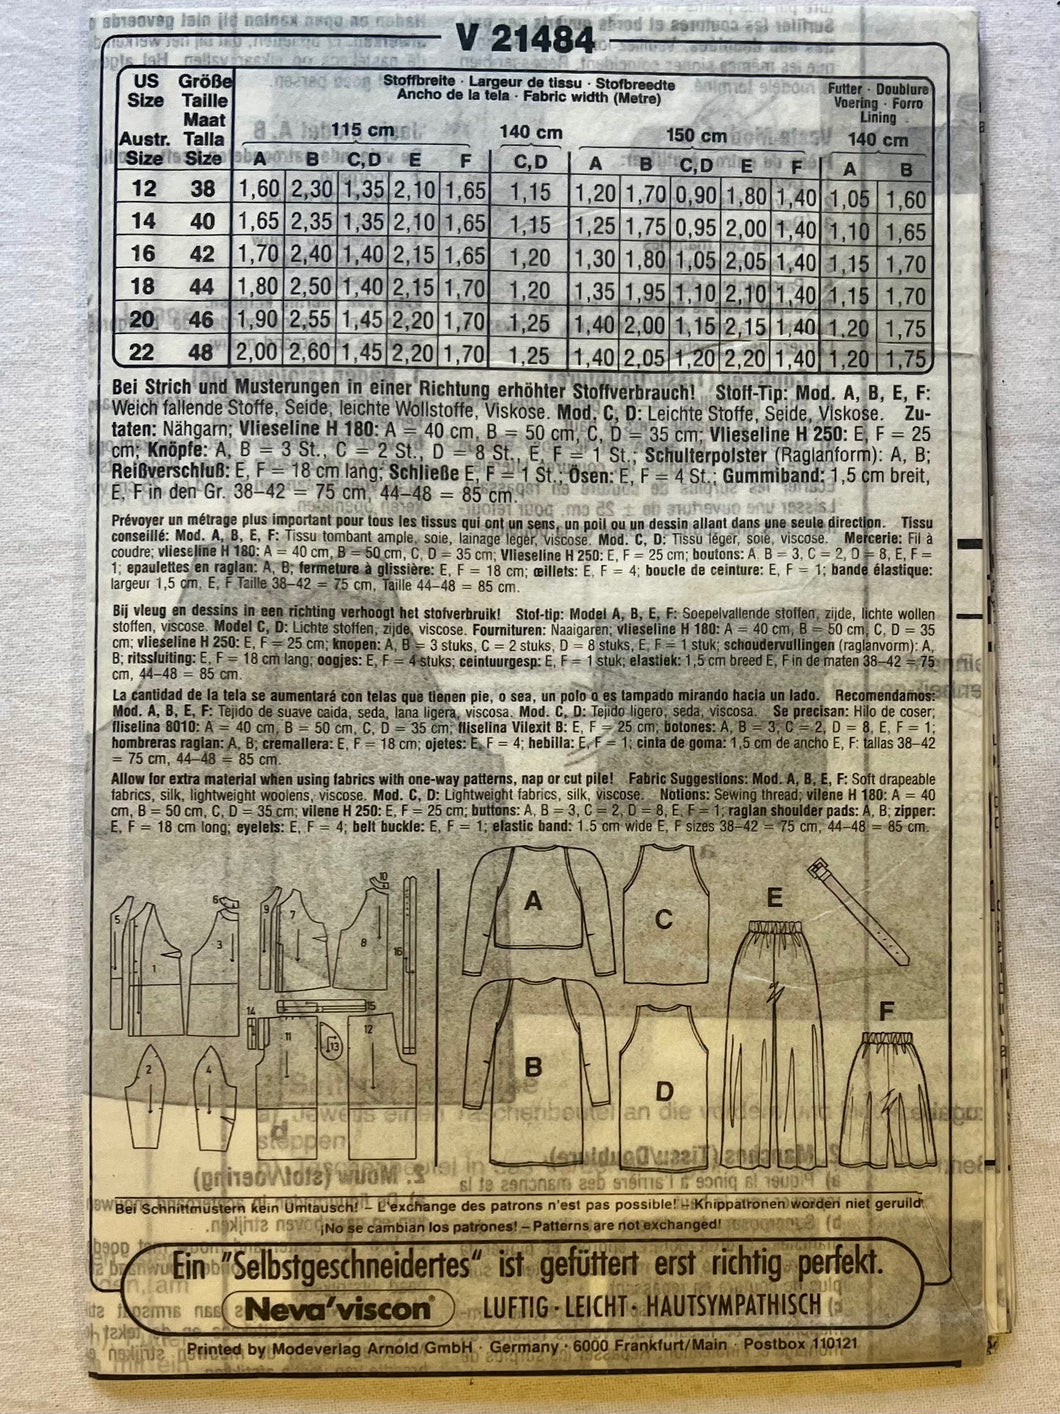 V 21484
US Größe
Size Taille
Maat
Austr. Talla
Size Size
Stoffbreite · Largeur de tissu · Stofbreedte
Ancho de la tela · Fabric width (Metre)
Futter · Doublure
Voering · Forro
Lining
115 cm 140 cm 150 cm 140 cm
A B C,D E F C,D A B C,D E F A B
12 38 1,60 2,30 1,35 2,10 1,65 1,15 1,20 1,70 0,90 1,80 1,40 1,05 1,60
14 40 1,65 2,35 1,35 2,10 1,65 1,15 1,25 1,75 0,95 2,00 1,40 1,10 1,65
16 42 1,70 2,40 1,40 2,15 1,65 1,20 1,30 1,80 1,05 2,05 1,40 1,15 1,70
18 44 1,80 2,50 1,40 2,15 1,70 1,20 1,35 1,95 1,10 2,10 1,40 1,15 1,70
20 46 1,90 2,55 1,45 2,20 1,70 1,25 1,40 2,00 1,15 2,15 1,40 1,20 1,75
22 48 2,00 2,60 1,45 2,20 1,70 1,25 1,40 2,05 1,20 2,20 1,40 1,20 1,75
Bei Strich und Musterungen in einer Richtung erhöhter Stoffverbrauch! Stoff-Tip: Mod. A, B, E, F:
Weich fallende Stoffe, Seide, leichte Wollstoffe, Viskose. Mod. C, D: Leichte Stoffe, Seide, Viskose. Zu-
taten: Nähgarn; Vlieseline H 180: A = 40 cm, B = 50 cm, C, D = 35 cm; Vlieseline H 250: E, F = 25
cm; Knöpfe: A, B = 3 St., C = 2 St., D = 8 St., E, F = 1 St.; Schulterpolster (Raglanform): A, B;
Reißverschluß: E, F = 18 cm lang; Schließe E, F = 1 St.; Ösen: E, F = 4 St.; Gummiband: 1,5 cm breit,
E, F in den Gr. 38–42 = 75 cm, 44–48 = 85 cm.
Prévoyer un métrage plus important pour tous les tissus qui ont un sens, un poil ou un dessin allant dans une seule direction. Tissu
conseillé: Mod. A, B, E, F: Tissu tombant ample, soie, lainage léger, viscose. Mod. C, D: Tissu léger, soie, viscose. Mercerie: Fil à
coudre; vlieseline H 180: A = 40 cm, B = 50 cm, C, D = 35 cm; Vlieseline H 250: E, F = 25 cm; boutons: A, B = 3, C = 2, D = 8, E, F =
1; epaulettes en raglan: A, B; fermeture à glissière: E, F = 18 cm; œillets: E, F = 4; boucle de ceinture: E, F = 1; bande élastique:
largeur 1,5 cm, E, F Taille 38–42 = 75 cm, Taille 44–48 = 85 cm.
Bij vleug en dessins in een richting verhoogt het stofverbruik! Stof-tip: Model A, B, E, F: Soepelvallende stoffen, zijde, lichte wollen
stoffen, viscose. Model C, D: Lichte stoffen, zijde, viscose. Fournituren: Naaigaren; vlieseline H 180: A = 40 cm, B = 50 cm, C, D = 35
cm; vlieseline H 250: E, F = 25 cm; knopen: A, B = 3 stuks, C = 2 stuks, D = 8 stuks, E, F = 1 stuk; schoudervullingen (raglanvorm): A,
B; ritssluiting: E, F = 18 cm lang; oogjes: E, F = 4 stuks; ceintuurgesp: E, F = 1 stuk; elastiek: 1,5 cm breed E, F in de maten 38–42 = 75
cm, 44–48 = 85 cm.
La cantidad de la tela se aumentará con telas que tienen pie, o sea, un polo o es tampado mirando hacia un lado. Recomendamos:
Mod. A, B, E, F: Tejido de suave caida, seda, lana ligera, viscosa. Mod. C, D: Tejido ligero, seda, viscosa. Se precisan: Hilo de coser;
fliselina 8010: A = 40 cm, B = 50 cm, C, D = 35 cm; fliselina Vilexit B: E, F = 25 cm; botones: A, B = 3, C = 2, D = 8, E, F = 1;
hombreras raglan: A, B; cremallera: E, F = 18 cm; ojetes: E, F = 4; hebilla: E, F = 1; cinta de goma: 1,5 cm de ancho E, F: tallas 38–42
= 75 cm, 44–48 = 85 cm.
Allow for extra material when using fabrics with one-way patterns, nap or cut pile! Fabric Suggestions: Mod. A, B, E, F: Soft drapeable
fabrics, silk, lightweight woolens, viscose. Mod. C, D: Lightweight fabrics, silk, viscose. Notions: Sewing thread; vilene H 180: A = 40
cm, B = 50 cm, C, D = 35 cm; vilene H 250: E, F = 25 cm; buttons: A, B = 3, C = 2, D = 8, E, F = 1; raglan shoulder pads: A, B; zipper:
E, F = 18 cm long; eyelets: E, F = 4; belt buckle: E, F = 1; elastic band: 1.5 cm wide E, F sizes 38–42 = 75 cm, 44–48 = 85 cm.
5 1 6 3 9 7 10 8 16
14 15 11 13 12
2 4
A C E
B D F
Bei Schnittmustern kein Umtausch! – L'exchange des patrons n'est pas possible! – Knippatronen worden niet geruild!
¡No se cambian los patrones! – Patterns are not exchanged!
Ein "Selbstgeschneidertes“ ist gefüttert erst richtig perfekt.
Neva'viscon® LUFTIG · LEICHT · HAUTSYMPATHISCH
Printed by Modeverlag Arnold GmbH · Germany · 6000 Frankfurt/Main · Postbox 110121